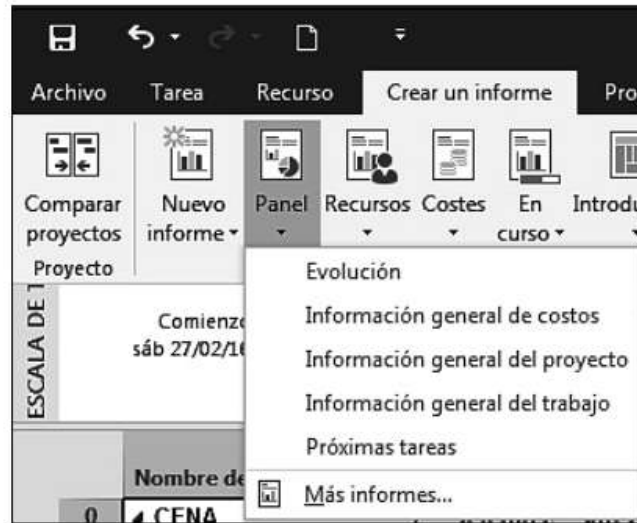 Archivo Tarea Recurso Crear un informe Pro
Comparar proyectos
Nuevo informe
Panel
Recursos
Costes
En curso
Introdu
Proyecto
ESCALA DE T
Comienzo
sáb 27/02/16
Evolución
Información general de costos
Información general del proyecto
Información general del trabajo
Próximas tareas
Más informes...
Nombre de
0 CENA